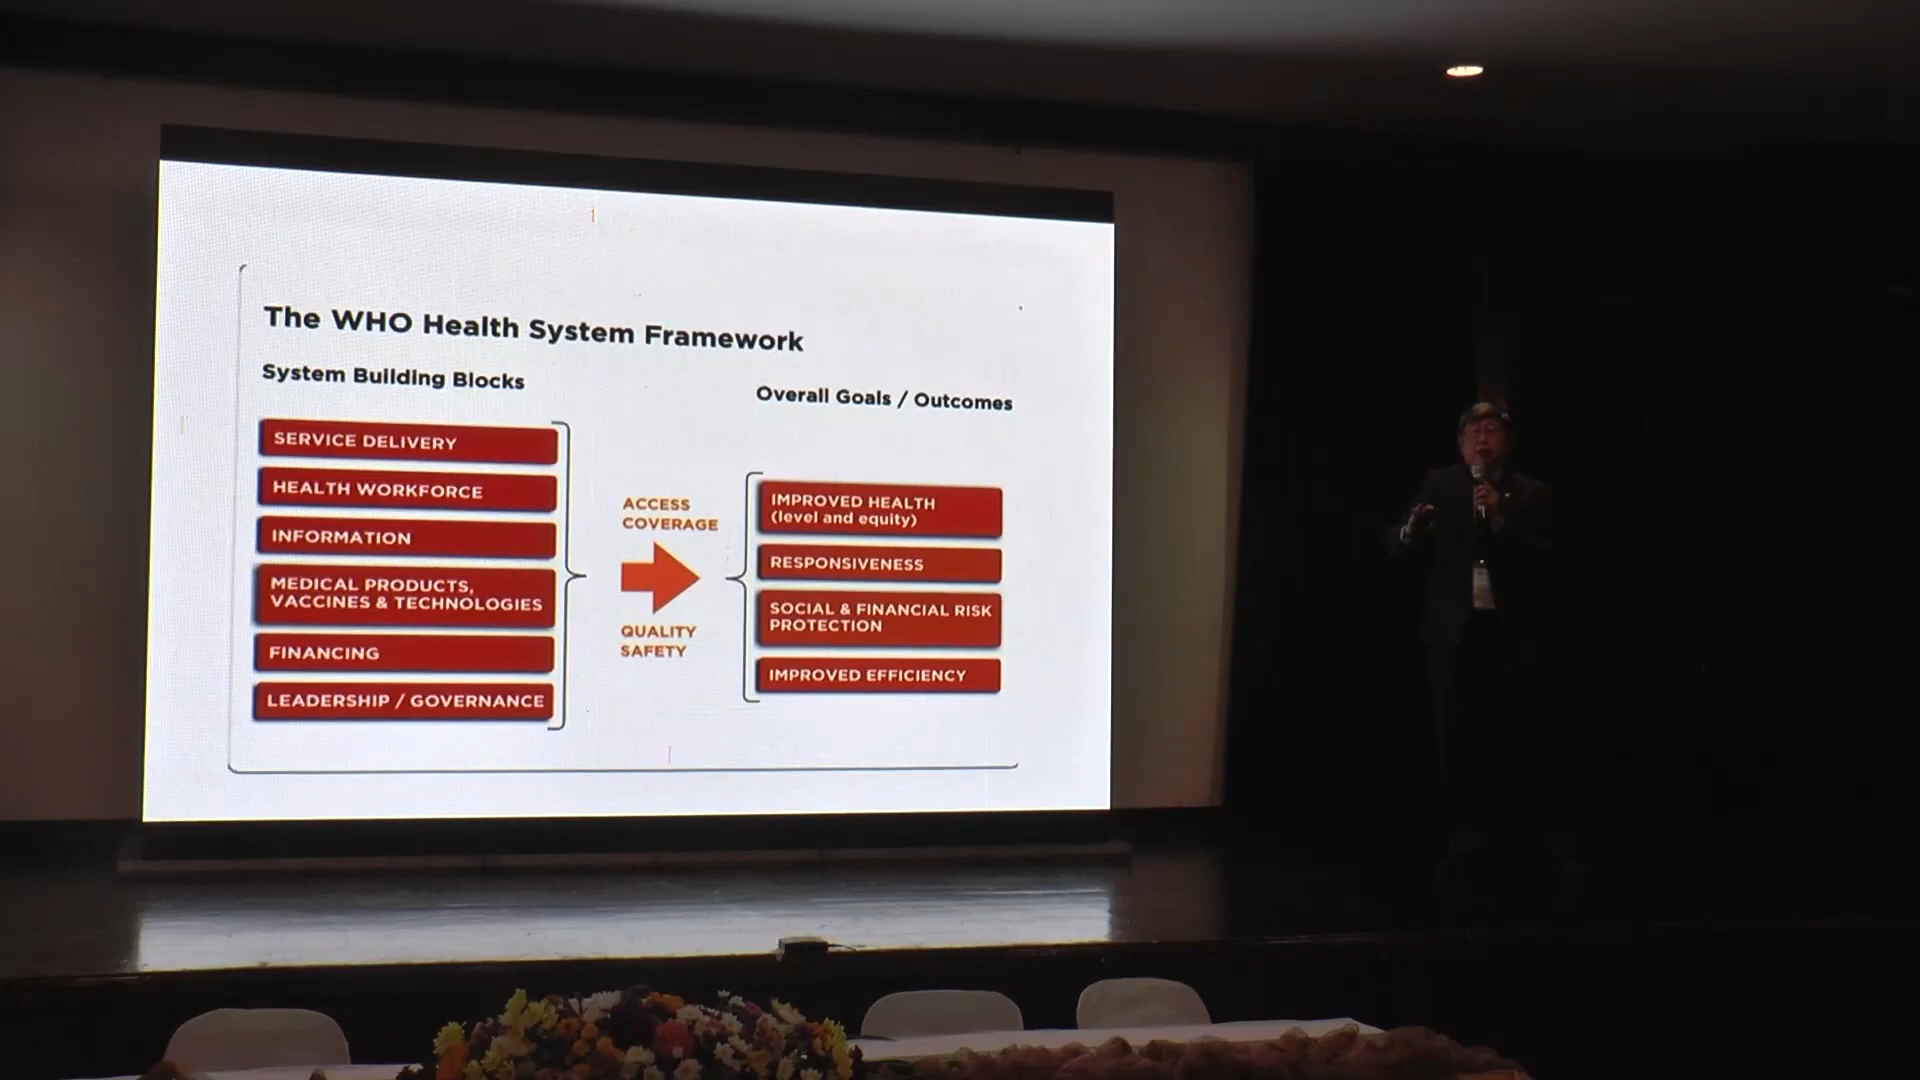 The WHO Health System Framework
System Building Blocks
SERVICE DELIVERY
HEALTH WORKFORCE
INFORMATION
MEDICAL PRODUCTS,
VACCINES & TECHNOLOGIES
FINANCING
LEADERSHIP / GOVERNANCE
ACCESS
COVERAGE
QUALITY
SAFETY
Overall Goals / Outcomes
IMPROVED HEALTH
(level and equity)
RESPONSIVENESS
SOCIAL & FINANCIAL RISK
PROTECTION
IMPROVED EFFICIENCY